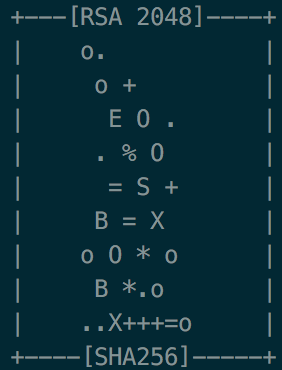 +---[RSA 2048]----+
|    o.           |
|     o +         |
|      E O .      |
|     . % O       |
|      = S +      |
|     B = X       |
|    o O * o      |
|     B *.o       |
|    ..X+++=o     |
+----[SHA256]-----+